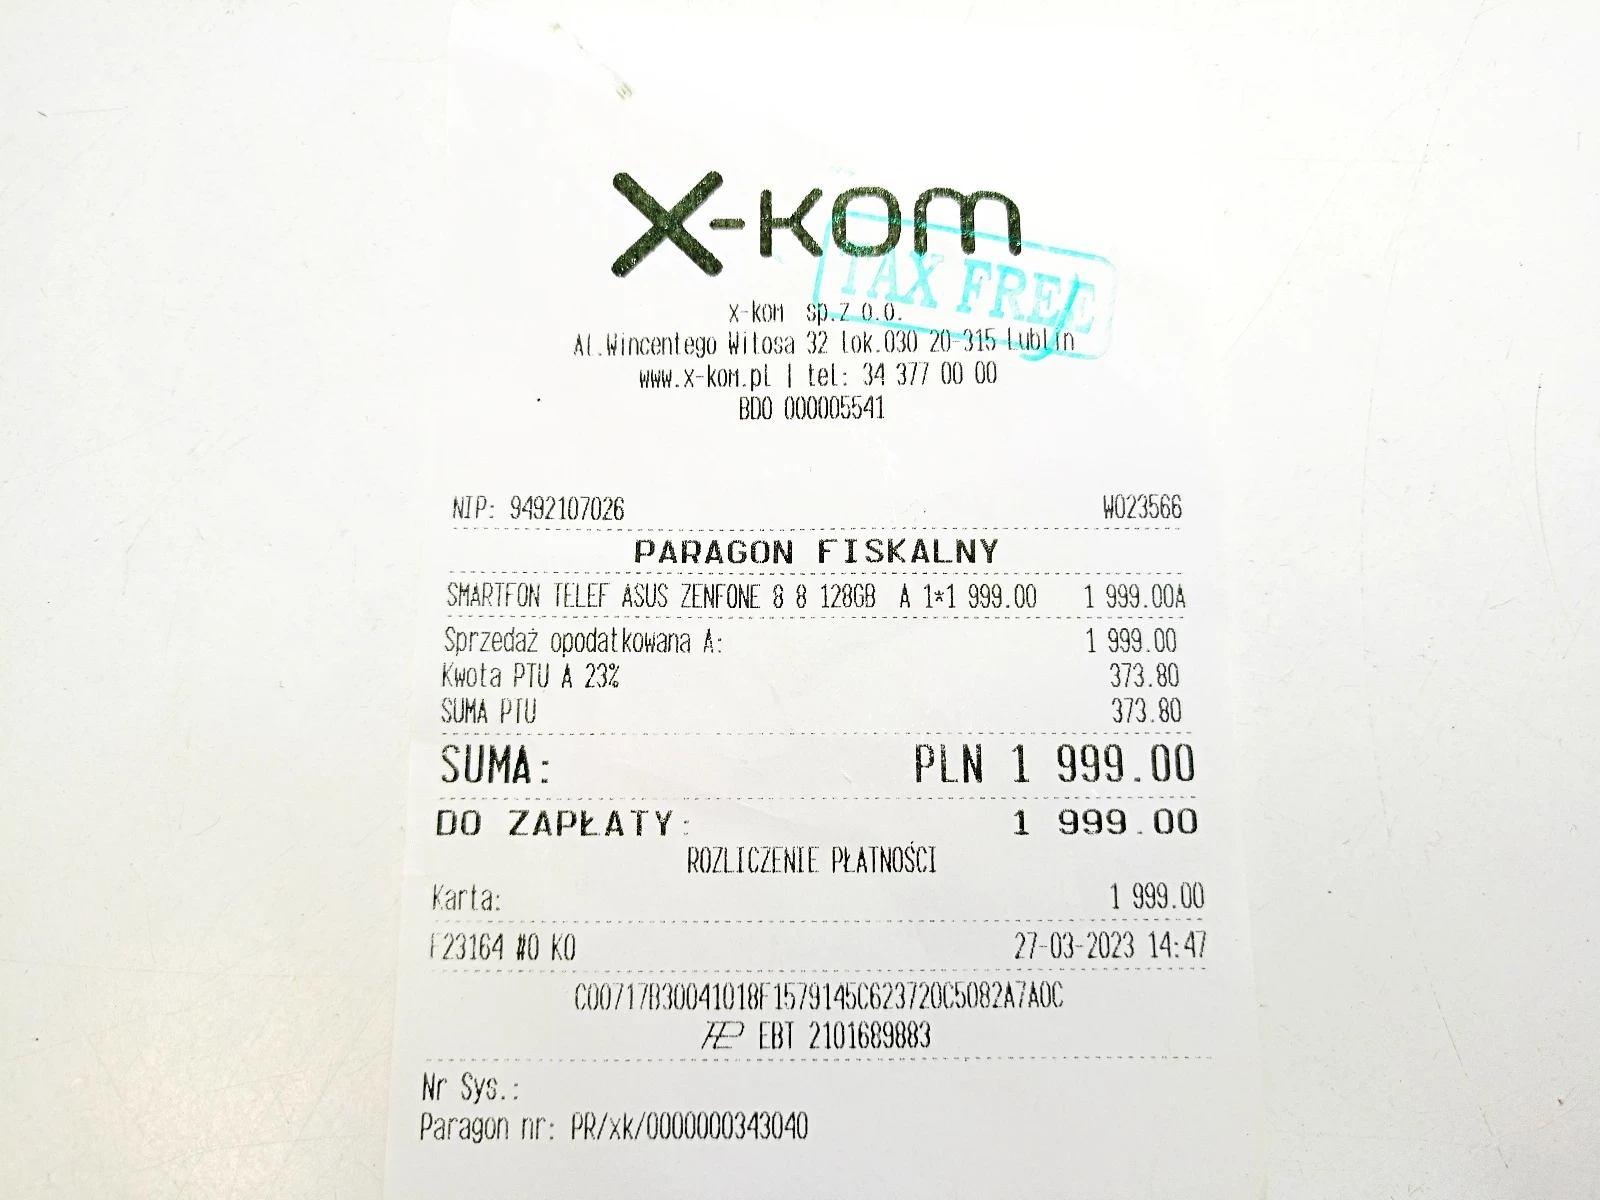 x-kom
TAX FREE
x-kom sp.z o.o.
Al.Wincentego Witosa 32 lok.030 20-315 Lublin
www.x-kom.pl | tel: 34 377 00 00
BDO 000005541
NIP: 9492107026 W023566
PARAGON FISKALNY
SMARTFON TELEF ASUS ZENFONE 8 8 128GB A 1*1 999.00 1 999.00A
Sprzedaż opodatkowana A: 1 999.00
Kwota PTU A 23% 373.80
SUMA PTU 373.80
SUMA: PLN 1 999.00
DO ZAPŁATY: 1 999.00
ROZLICZENIE PŁATNOŚCI
Karta: 1 999.00
F23164 #0 KO 27-03-2023 14:47
C00717B30041018F1579145C623720C5082A7A0C
EBT 2101689883
Nr Sys.:
Paragon nr: PR/xk/0000000343040